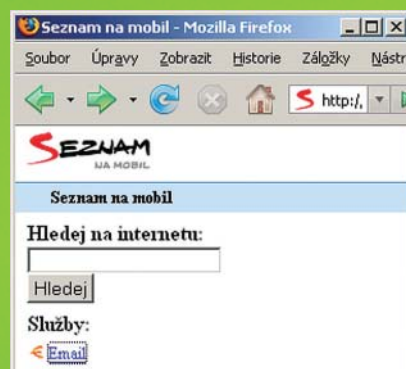 Seznam na mobil - Mozilla Firefox
Soubor Úpravy Zobrazit Historie Záložky Nástr
http:/.
SEZNAM
NA MOBIL
Seznam na mobil
Hledej na internetu:
Hledej
Služby:
Email